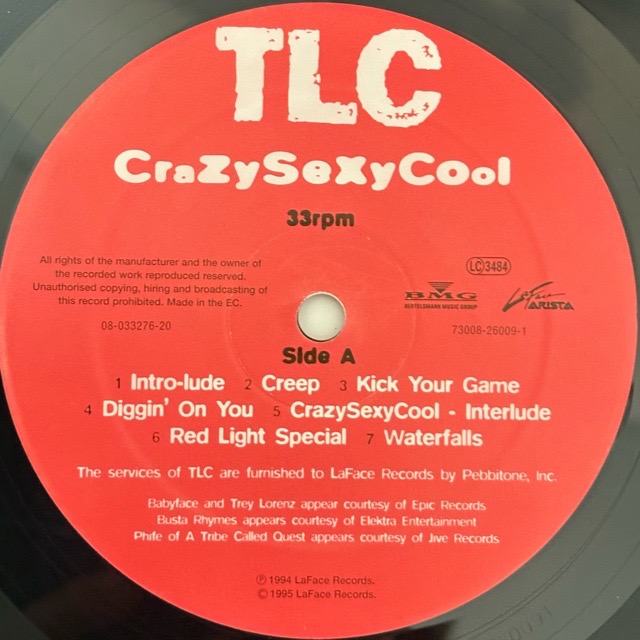 TLC
CrazySexyCool
33rpm
All rights of the manufacturer and the owner of
the recorded work reproduced reserved.
Unauthorised copying, hiring and broadcasting of
this record prohibited. Made in the EC.
LC 3484
BMG
BERTELSMANN MUSIC GROUP
LaFace
ARISTA
08-033276-20
73008-26009-1
Side A
1 Intro-lude 2 Creep 3 Kick Your Game
4 Diggin' On You 5 CrazySexyCool - Interlude
6 Red Light Special 7 Waterfalls
The services of TLC are furnished to LaFace Records by Pebbitone, Inc.
Babyface and Trey Lorenz appear courtesy of Epic Records
Busta Rhymes appears courtesy of Elektra Entertainment
Phife of A Tribe Called Quest appears courtesy of Jive Records
℗ 1994 LaFace Records.
© 1995 LaFace Records.